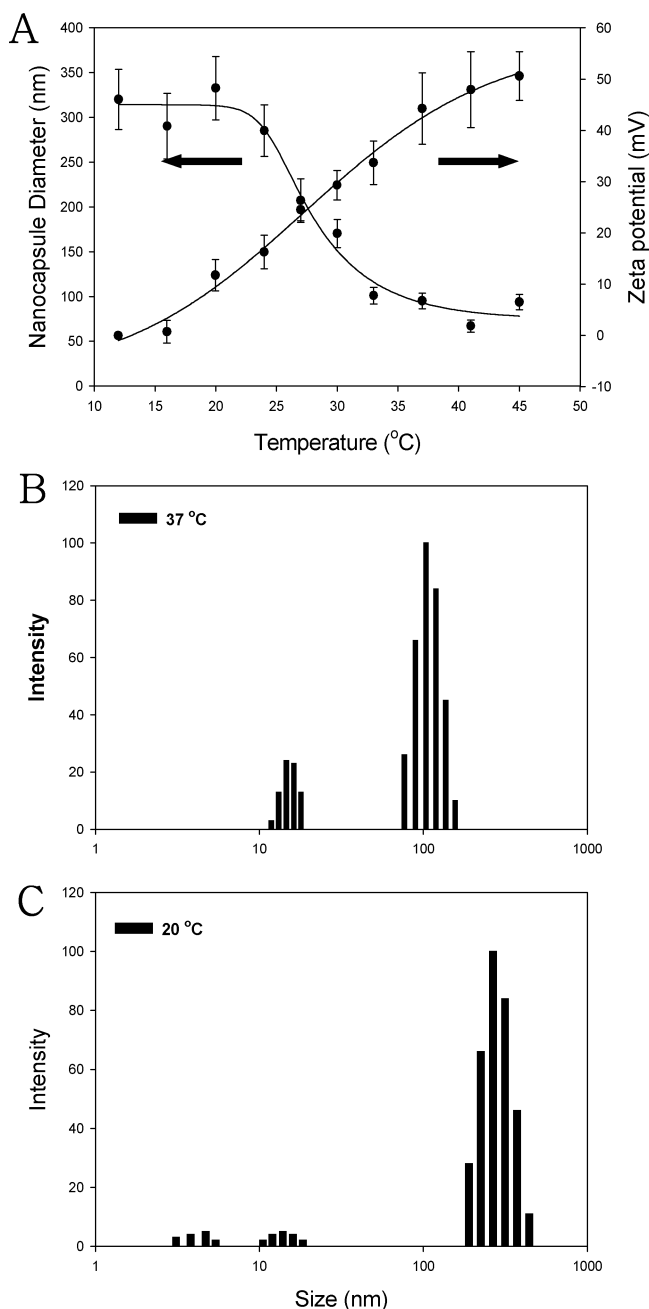 A
Nanocapsule Diameter (nm)
400
350
300
250
200
150
100
50
0
60
50
40
30
20
10
0
-10
Zeta potential (mV)
10 15 20 25 30 35 40 45 50
Temperature (°C)
B
Intensity
120
100
80
60
40
20
0
37 °C
1 10 100 1000
C
Intensity
120
100
80
60
40
20
0
20 °C
1 10 100 1000
Size (nm)